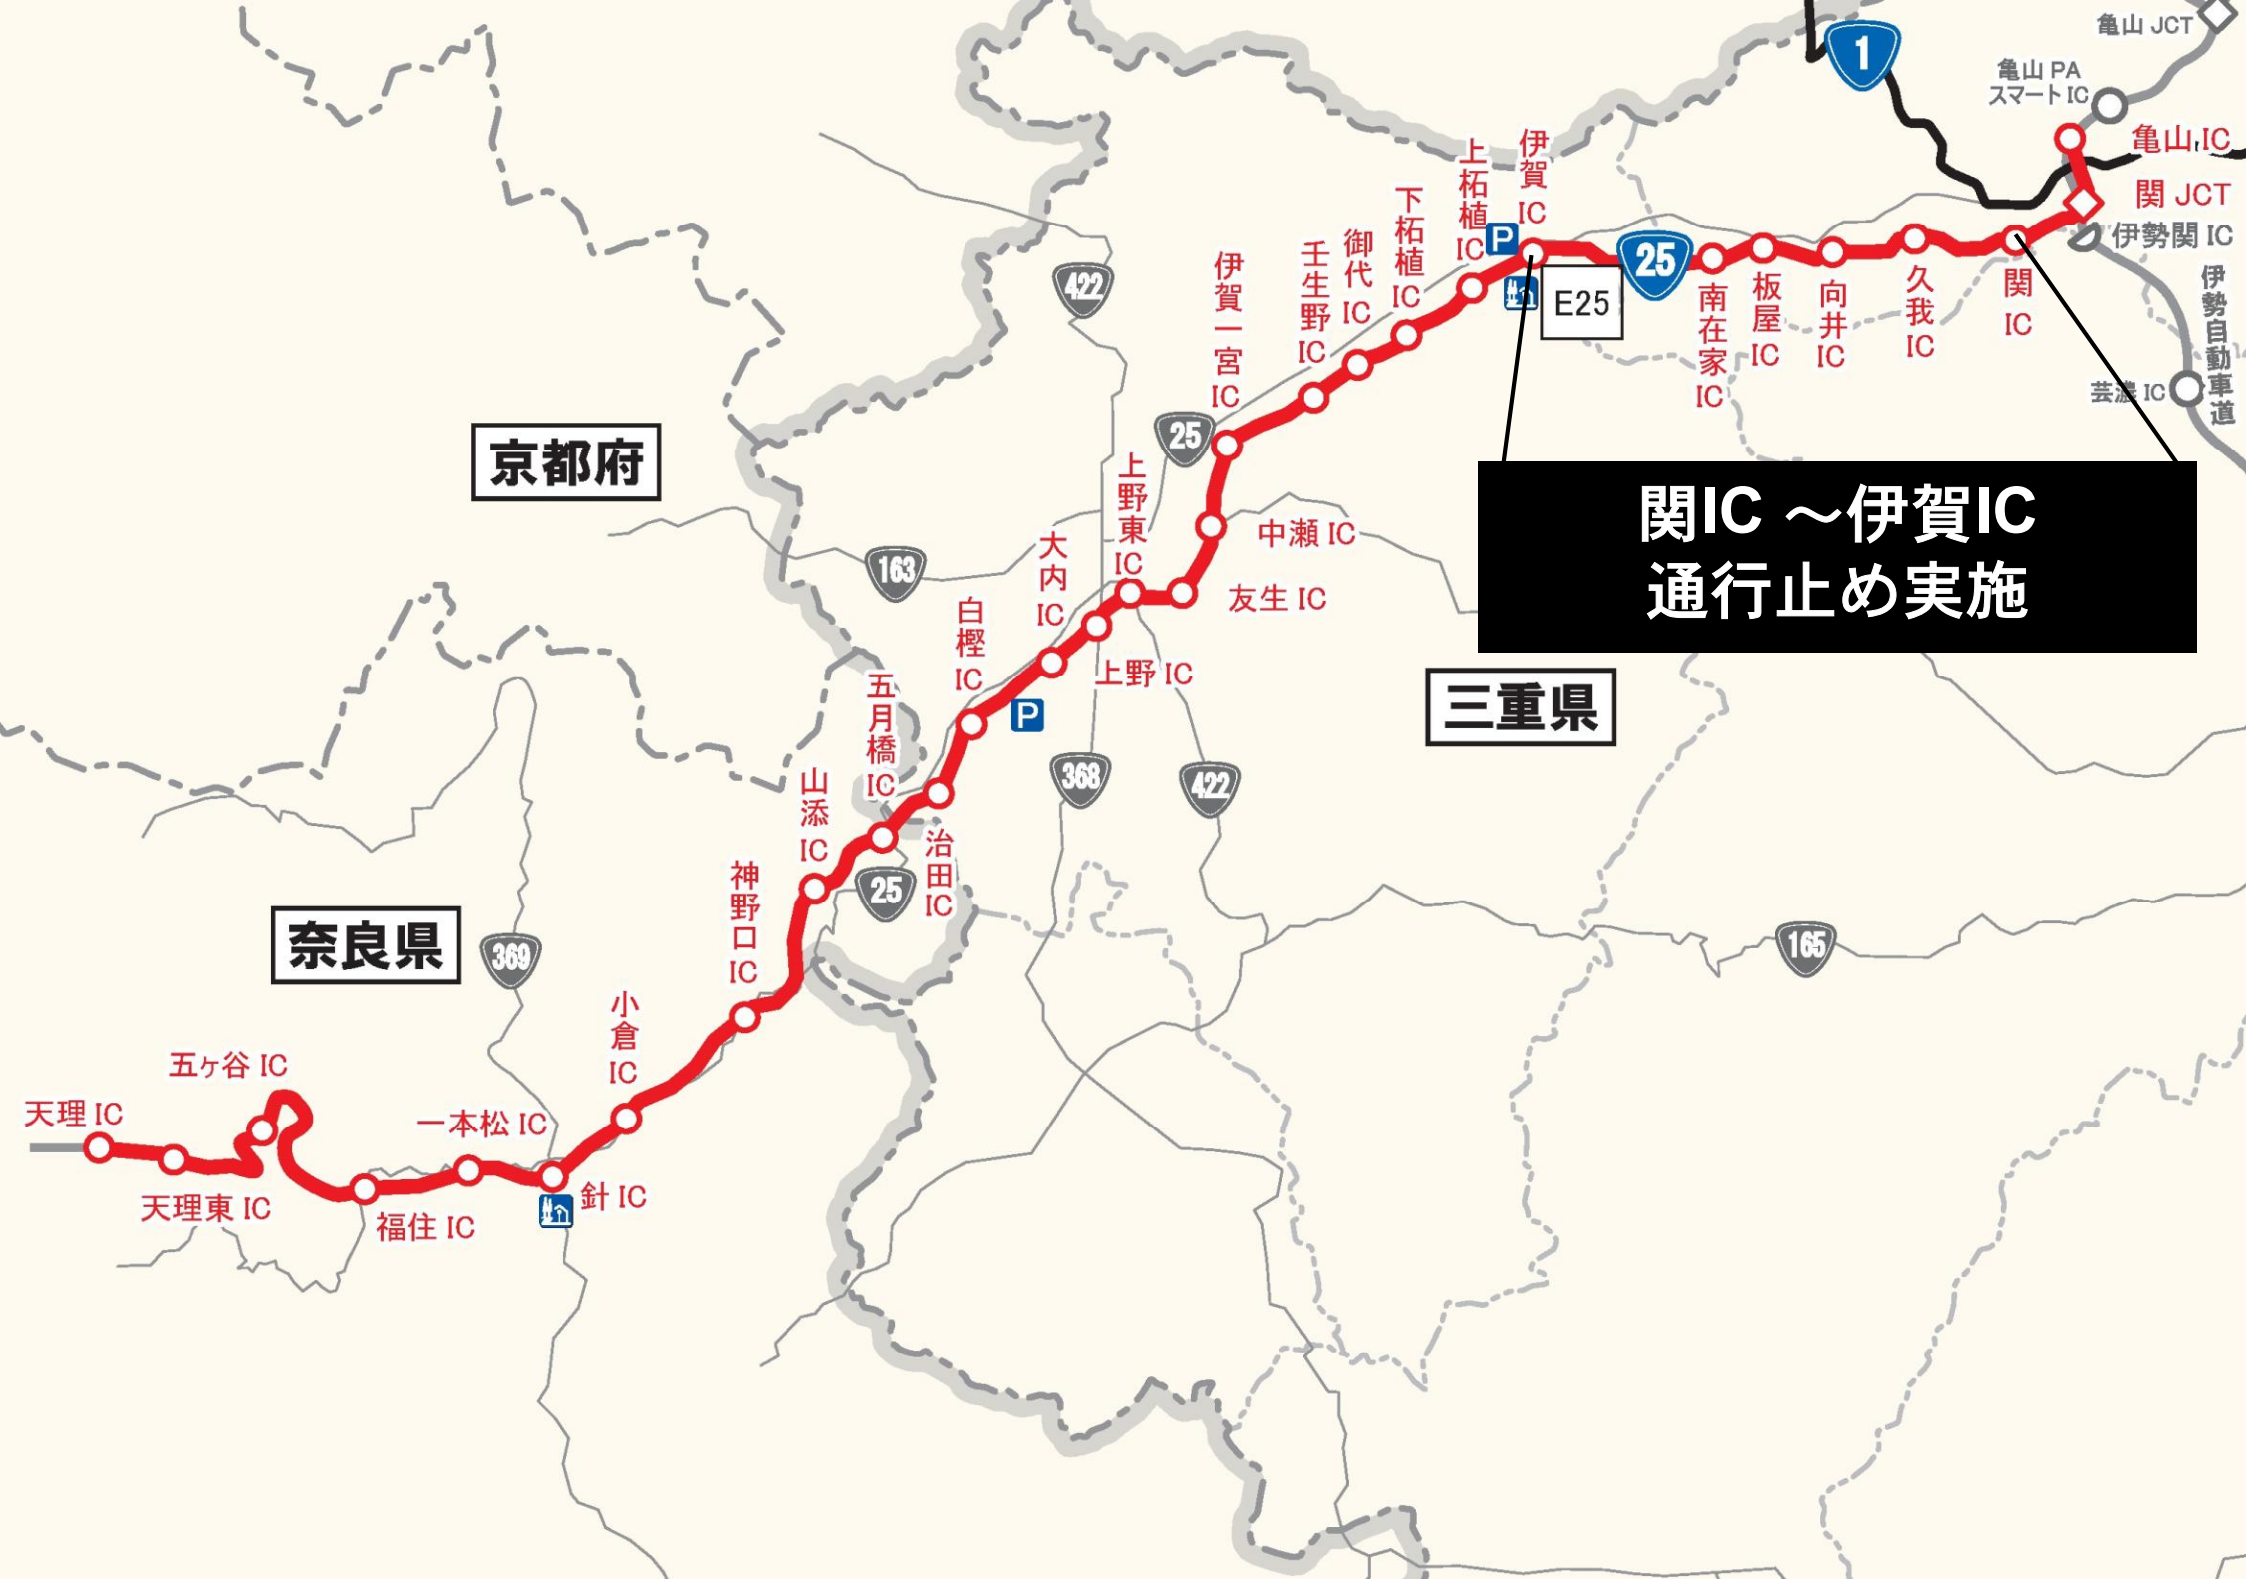 亀山 JCT
1
亀山 PA
スマート IC
亀山 IC
関 JCT
伊勢関 IC
伊勢自動車道
芸濃 IC
関 IC
久我 IC
向井 IC
板屋 IC
南在家 IC
25
E25
伊賀 IC
上柘植 IC
P
下柘植 IC
御代 IC
壬生野 IC
伊賀一宮 IC
422
25
関IC ～伊賀IC
通行止め実施
京都府
163
上野東 IC
中瀬 IC
友生 IC
大内 IC
上野 IC
白樫 IC
P
三重県
五月橋 IC
368
422
山添 IC
治田 IC
25
神野口 IC
165
奈良県
369
小倉 IC
五ヶ谷 IC
天理 IC
一本松 IC
針 IC
天理東 IC
福住 IC